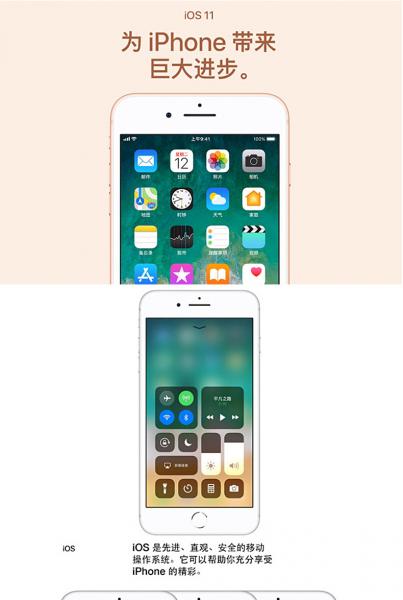 iOS 11
为 iPhone 带来
巨大进步。
上午9:41
100%
星期二
12
邮件
日历
照片
相机
地图
时钟
天气
家庭
备忘录
股市
提醒事项
视频
平凡之路
屏幕镜像
iOS
iOS 是先进、直观、安全的移动
操作系统。它可以帮助你充分享受
iPhone 的精彩。